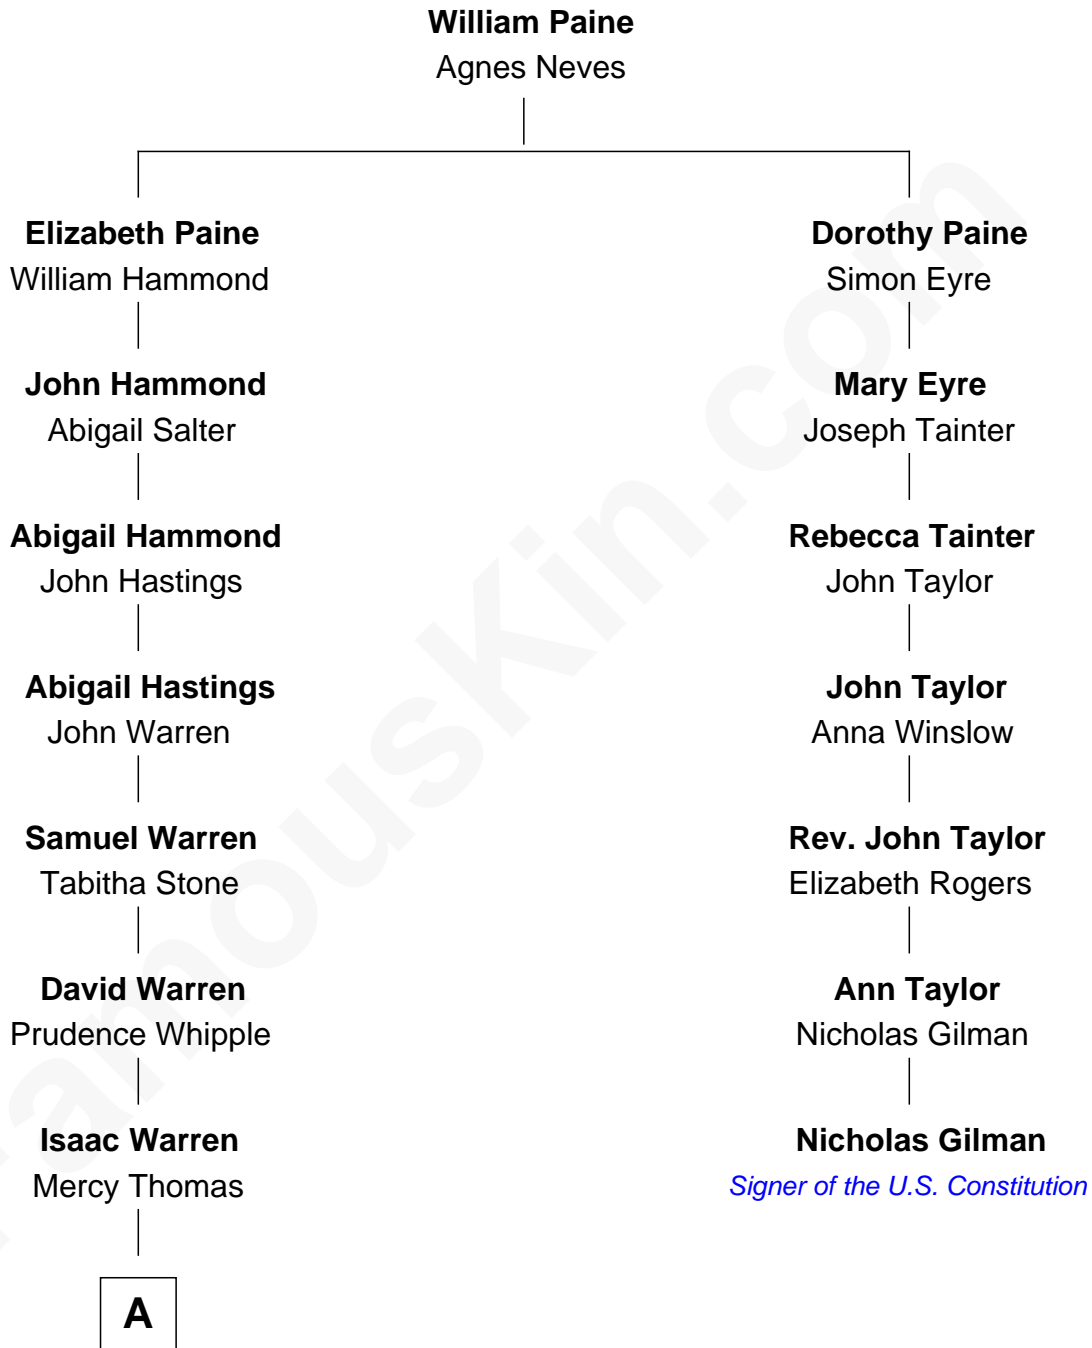 William Paine
Agnes Neves
Elizabeth Paine
William Hammond
Dorothy Paine
Simon Eyre
John Hammond
Abigail Salter
Mary Eyre
Joseph Tainter
Abigail Hammond
John Hastings
Rebecca Tainter
John Taylor
Abigail Hastings
John Warren
John Taylor
Anna Winslow
Samuel Warren
Tabitha Stone
Rev. John Taylor
Elizabeth Rogers
David Warren
Prudence Whipple
Ann Taylor
Nicholas Gilman
Isaac Warren
Mercy Thomas
Nicholas Gilman
Signer of the U.S. Constitution
A
FamousKin.com